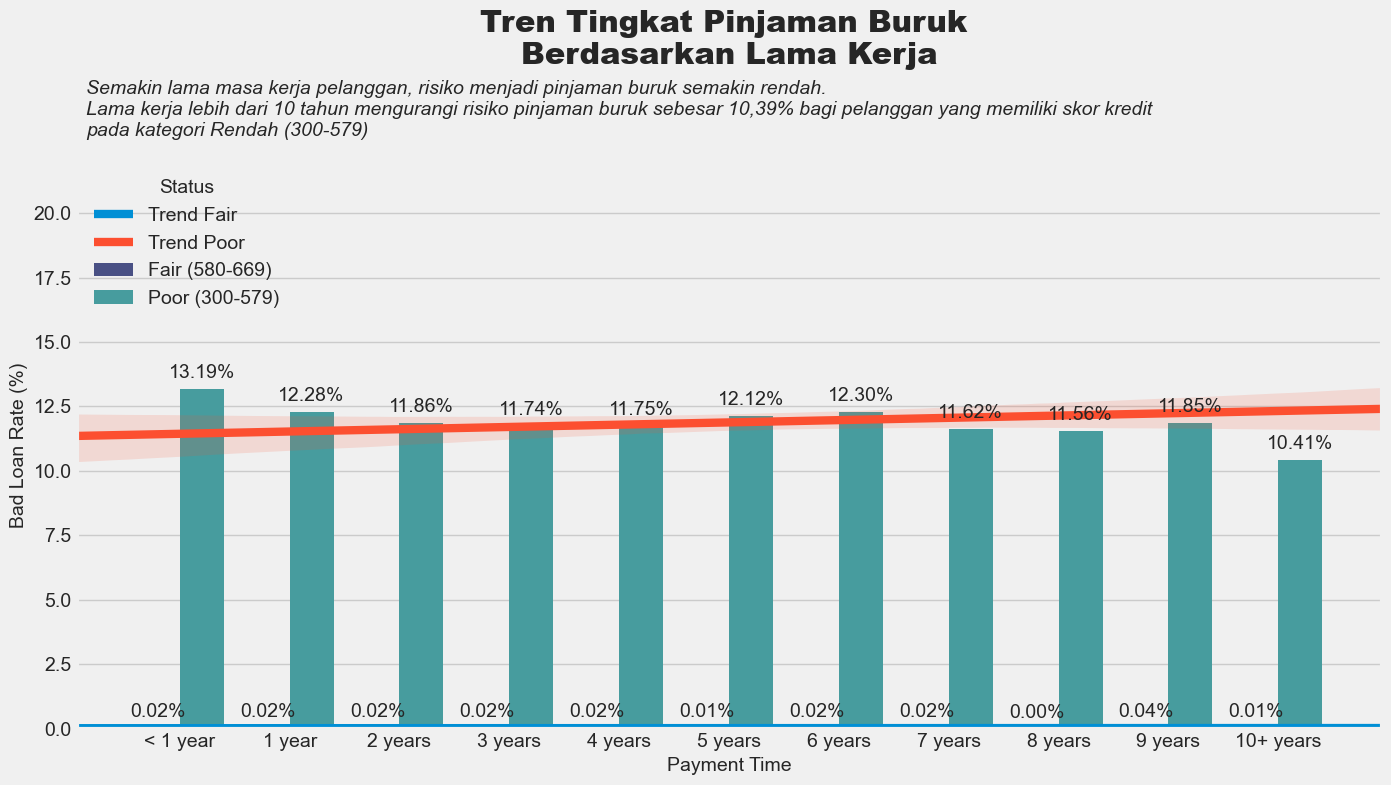 Tren Tingkat Pinjaman Buruk
Berdasarkan Lama Kerja
Semakin lama masa kerja pelanggan, risiko menjadi pinjaman buruk semakin rendah.
Lama kerja lebih dari 10 tahun mengurangi risiko pinjaman buruk sebesar 10,39% bagi pelanggan yang memiliki skor kredit
pada kategori Rendah (300-579)
Status
Trend Fair
Trend Poor
Fair (580-669)
Poor (300-579)
Bad Loan Rate (%)
20.0
17.5
15.0
12.5
10.0
7.5
5.0
2.5
0.0
13.19% 12.28% 11.86% 11.74% 11.75% 12.12% 12.30% 11.62% 11.56% 11.85% 10.41%
0.02% 0.02% 0.02% 0.02% 0.02% 0.01% 0.02% 0.02% 0.00% 0.04% 0.01%
< 1 year 1 year 2 years 3 years 4 years 5 years 6 years 7 years 8 years 9 years 10+ years
Payment Time